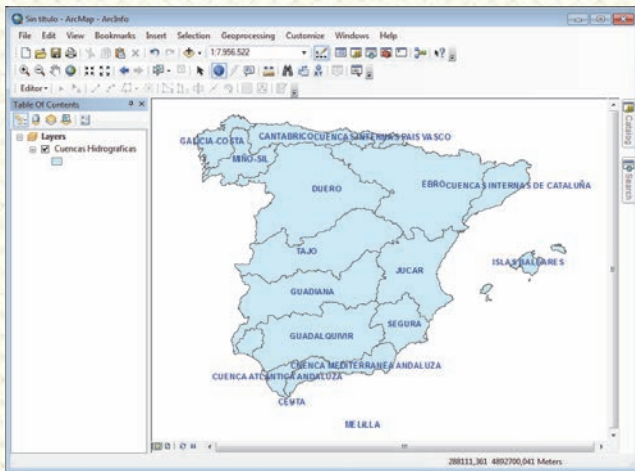 Sin título - ArcMap - ArcInfo
File Edit View Bookmarks Insert Selection Geoprocessing Customize Windows Help
1:7.956.522
Editor
Table Of Contents
Layers
Cuencas Hidrograficas
Catalog
Search
GALICIA-COSTA
CANTABRICO
CUENCAS INTERNAS PAIS VASCO
MIÑO-SIL
DUERO
EBRO
CUENCAS INTERNAS DE CATALUÑA
TAJO
JUCAR
ISLAS BALEARES
GUADIANA
SEGURA
GUADALQUIVIR
CUENCA MEDITERRANEA ANDALUZA
CUENCA ATLANTICA ANDALUZA
CEUTA
MELILLA
288111,361 4892700,041 Meters